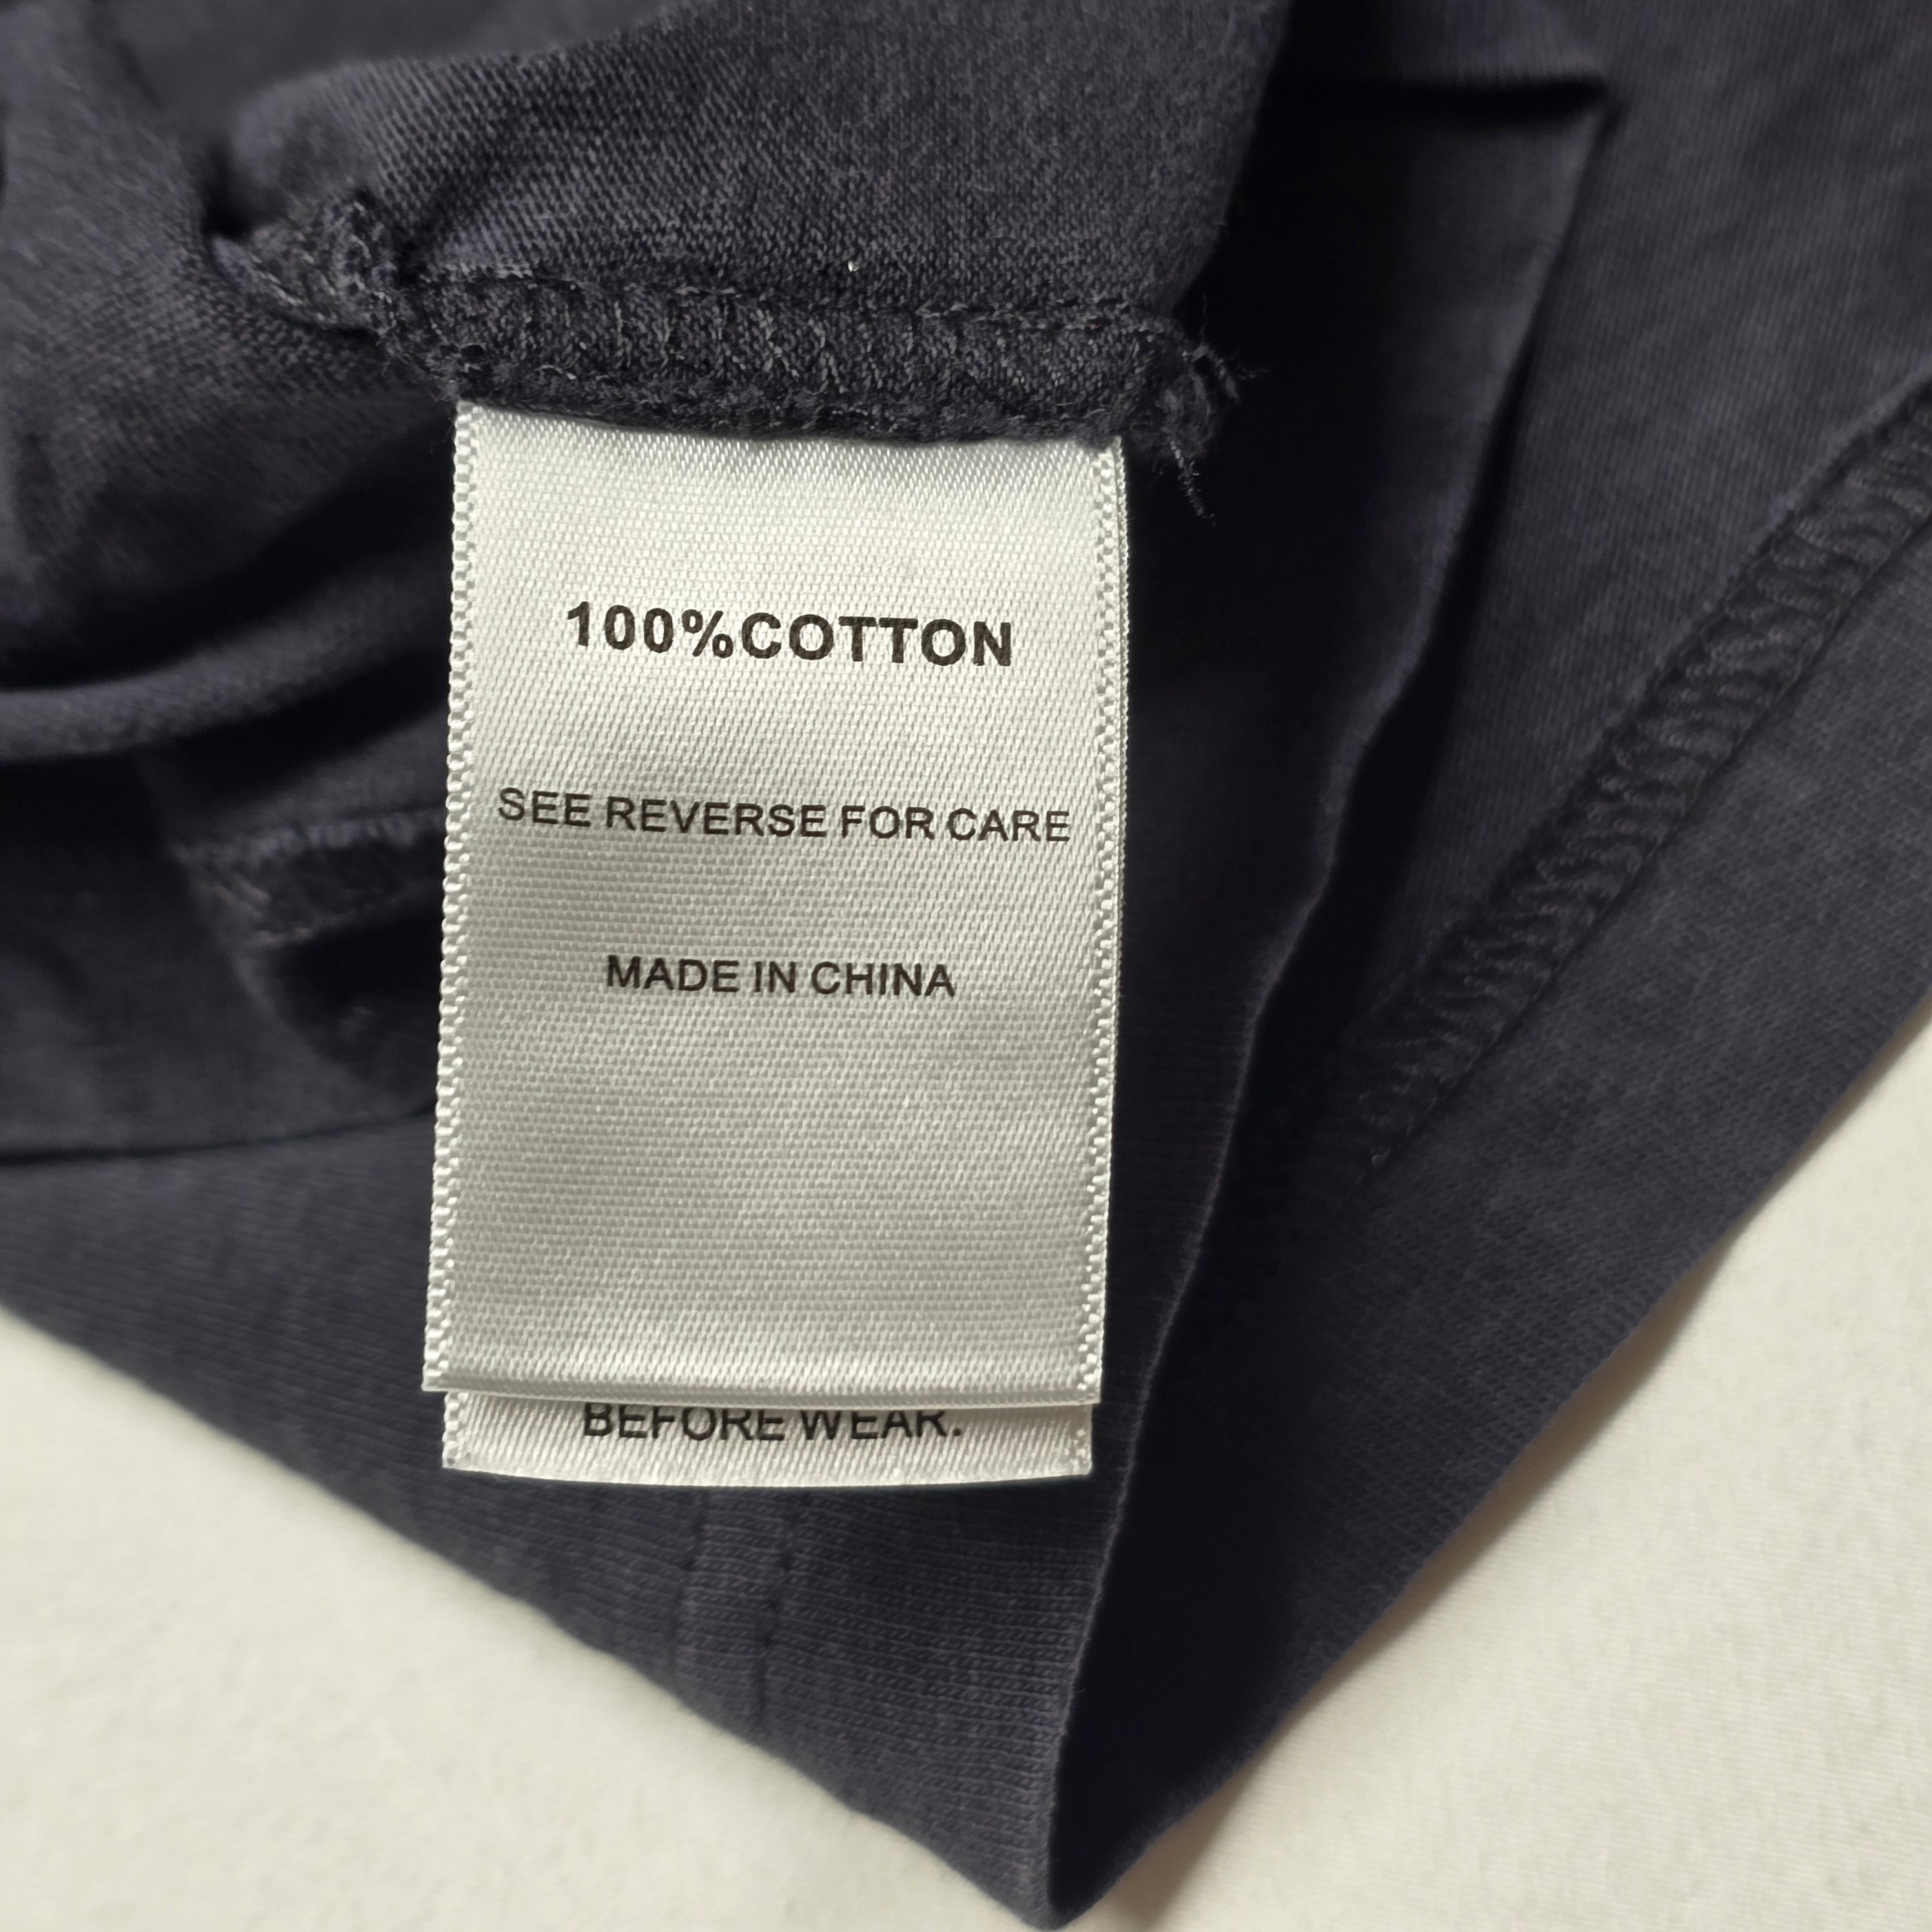 100%COTTON
SEE REVERSE FOR CARE
MADE IN CHINA
BEFORE WEAR.